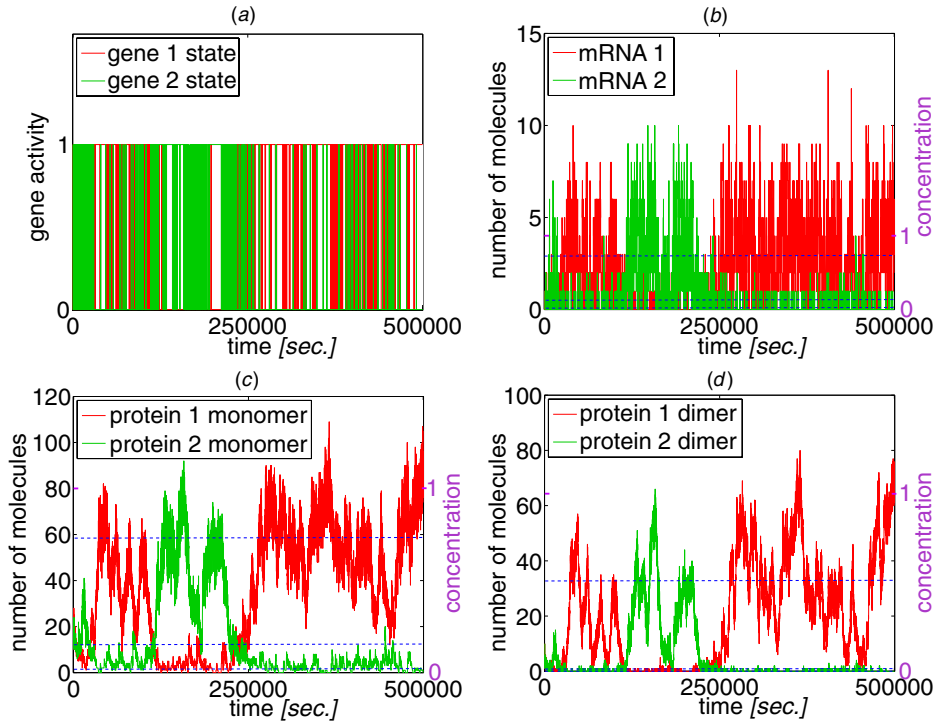 (a)
gene 1 state
gene 2 state
1
0
gene activity
0 250000 500000
time [sec.]
(b)
mRNA 1
mRNA 2
15
10
5
0
number of molecules
1
0
concentration
0 250000 500000
time [sec.]
(c)
protein 1 monomer
protein 2 monomer
120
100
80
60
40
20
0
number of molecules
1
0
concentration
0 250000 500000
time [sec.]
(d)
protein 1 dimer
protein 2 dimer
100
80
60
40
20
0
number of molecules
1
0
concentration
0 250000 500000
time [sec.]